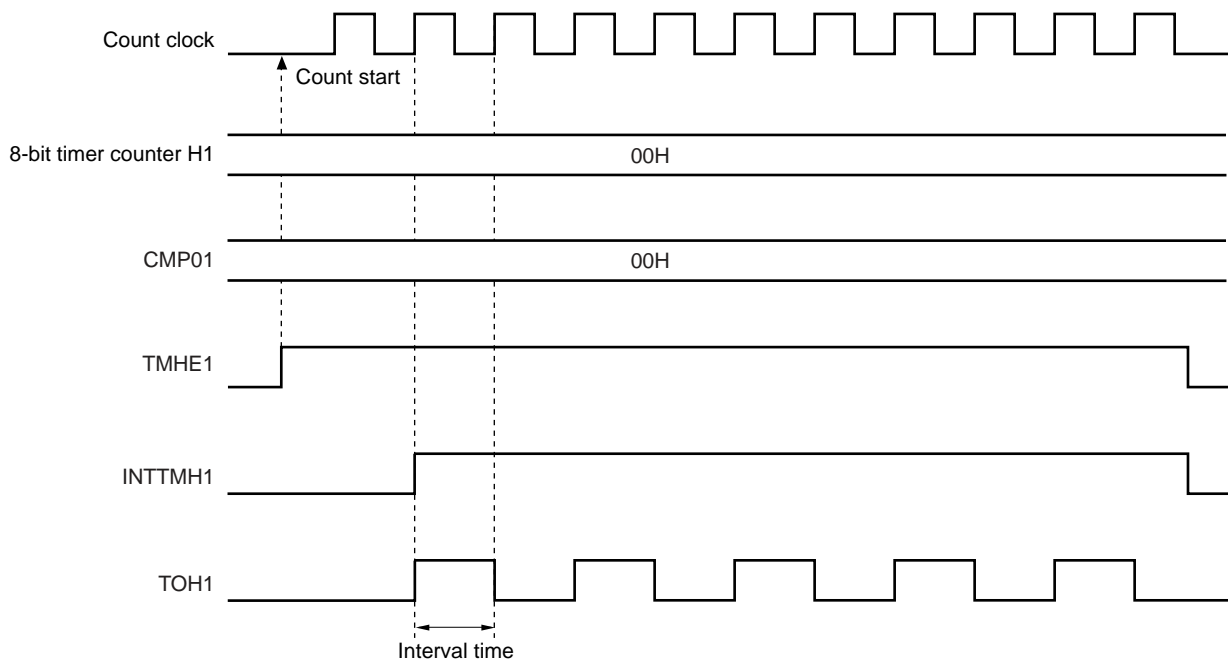 Count clock
Count start
8-bit timer counter H1
00H
CMP01
00H
TMHE1
INTTMH1
TOH1
Interval time